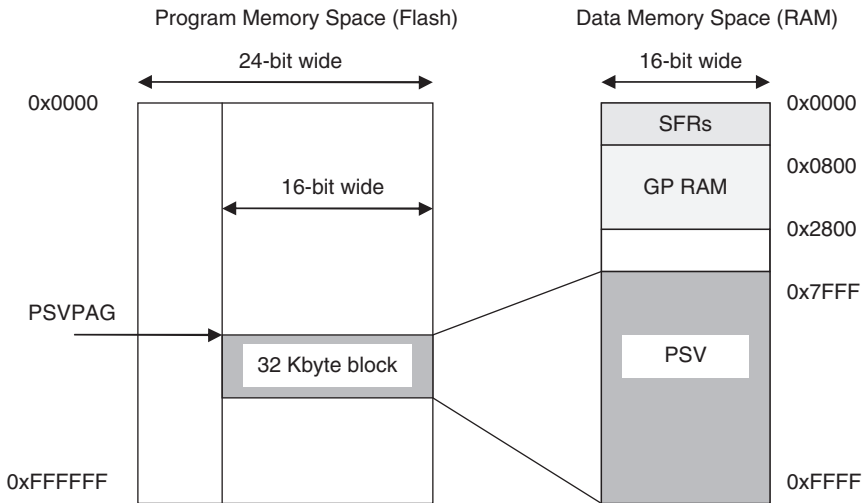 Program Memory Space (Flash)
Data Memory Space (RAM)
24-bit wide
16-bit wide
0x0000
0x0000
SFRs
0x0800
16-bit wide
GP RAM
0x2800
0x7FFF
PSVPAG
32 Kbyte block
PSV
0xFFFFFF
0xFFFF